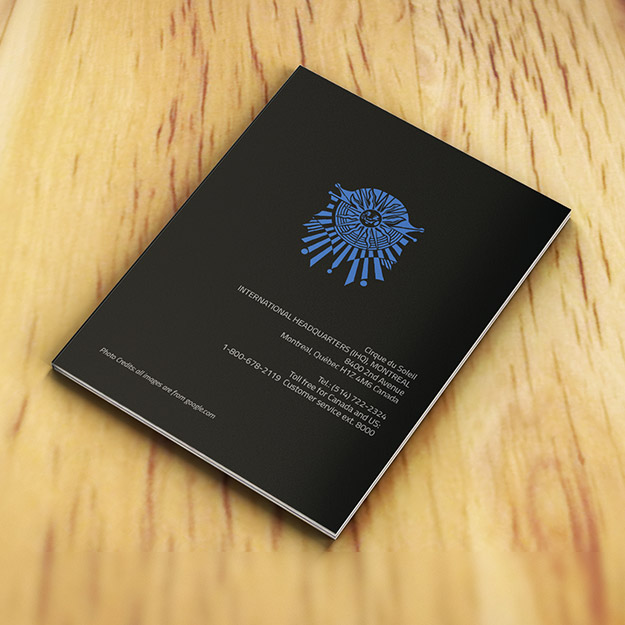 INTERNATIONAL HEADQUARTERS (IHQ), MONTREAL
Cirque du Soleil
8400 2nd Avenue
Montreal, Québec H1Z 4M6 Canada
Tel.: (514) 722-2324
Toll free for Canada and US:
1-800-678-2119 Customer service ext. 8000
Photo Credits: all images are from google.com